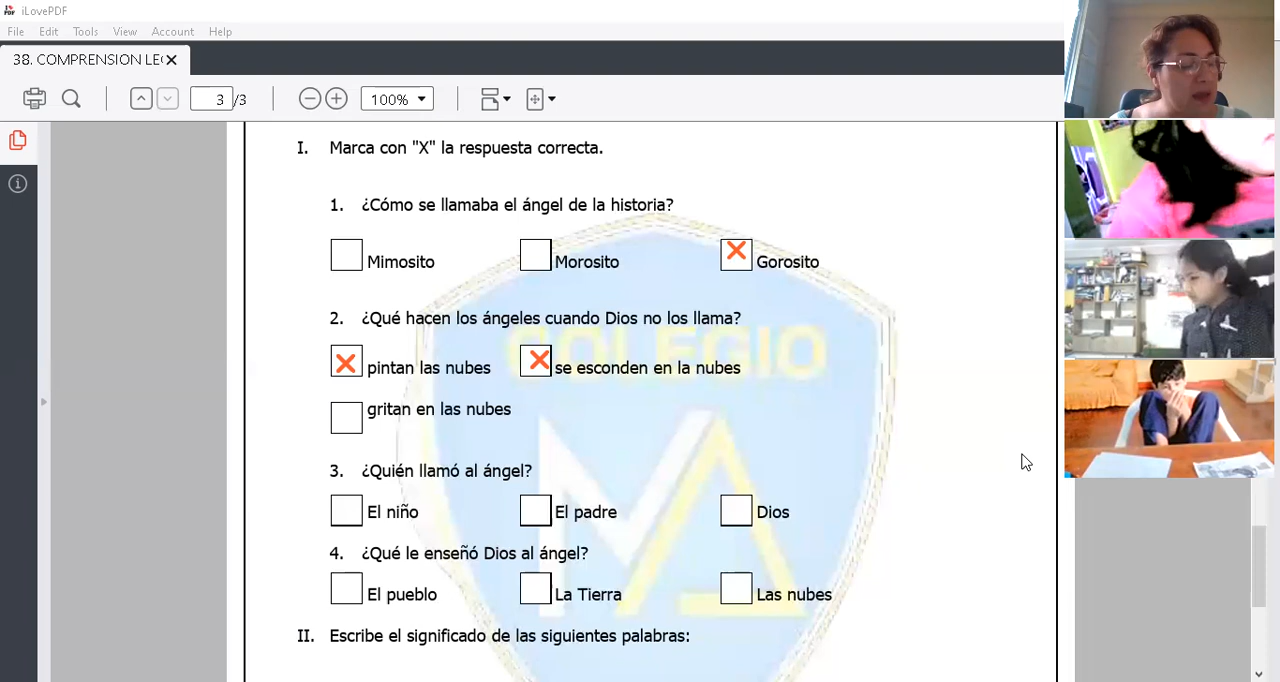 iLovePDF
File Edit Tools View Account Help
38. COMPRENSION LE
3 /3 100%
I. Marca con "X" la respuesta correcta.
1. ¿Cómo se llamaba el ángel de la historia?
Mimosito Morosito Gorosito
2. ¿Qué hacen los ángeles cuando Dios no los llama?
pintan las nubes se esconden en la nubes
gritan en las nubes
3. ¿Quién llamó al ángel?
El niño El padre Dios
4. ¿Qué le enseñó Dios al ángel?
El pueblo La Tierra Las nubes
II. Escribe el significado de las siguientes palabras:
COLEGIO
MA